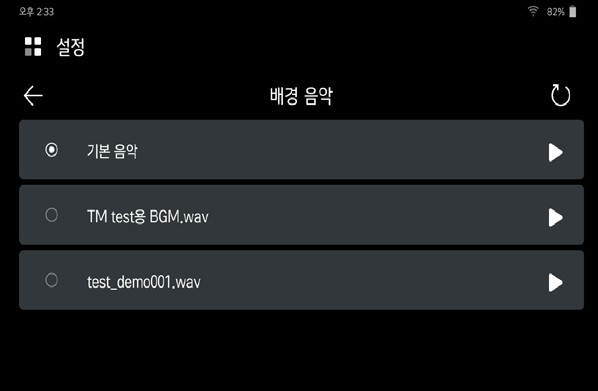 오후 2:33
82%
설정
배경 음악
기본 음악
TM test용 BGM.wav
test_demo001.wav